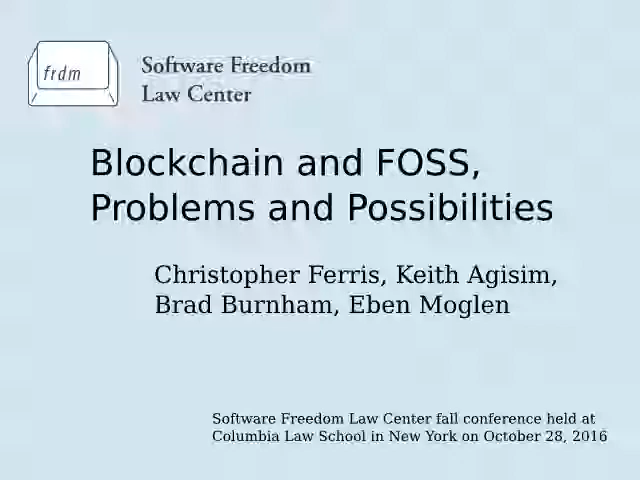 frdm
Software Freedom
Law Center
Blockchain and FOSS,
Problems and Possibilities
Christopher Ferris, Keith Agisim,
Brad Burnham, Eben Moglen
Software Freedom Law Center fall conference held at
Columbia Law School in New York on October 28, 2016